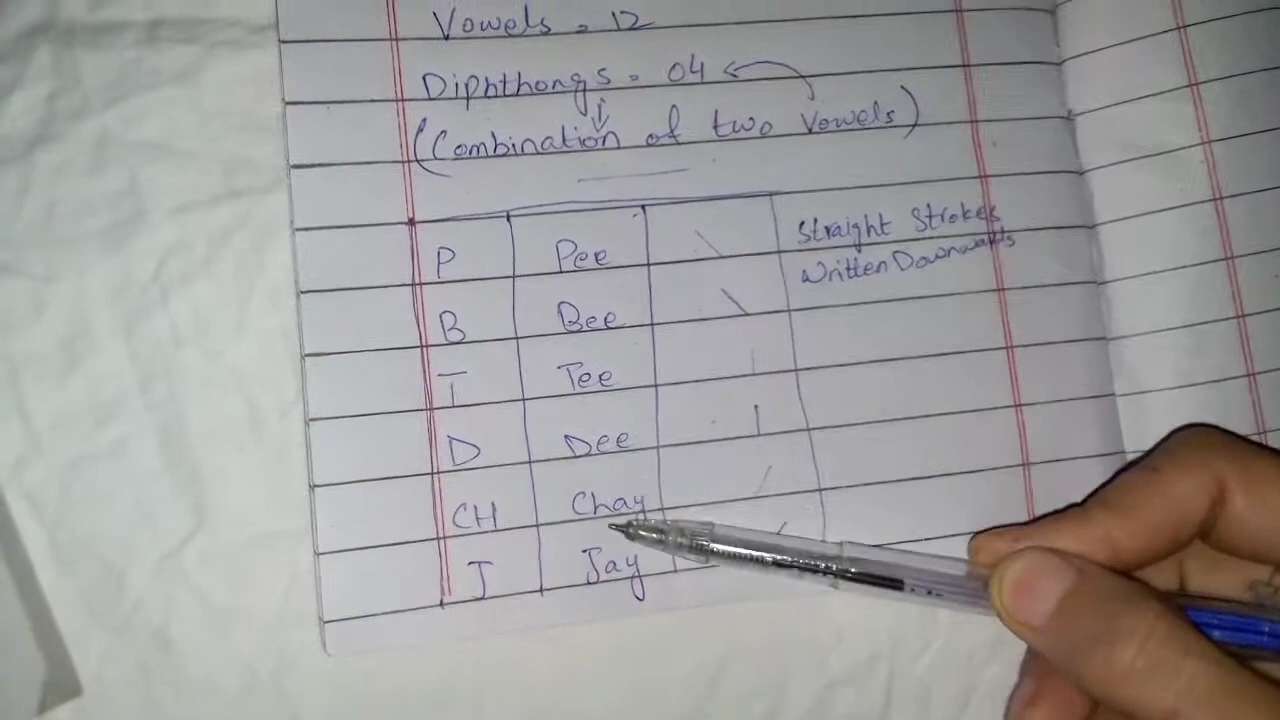 Vowels = 12
Diphthongs = 04
(Combination of two vowels)
P Pee \ Straight Strokes
Written Downwards
B Bee \
T Tee |
D Dee |
CH Chay /
J Jay /